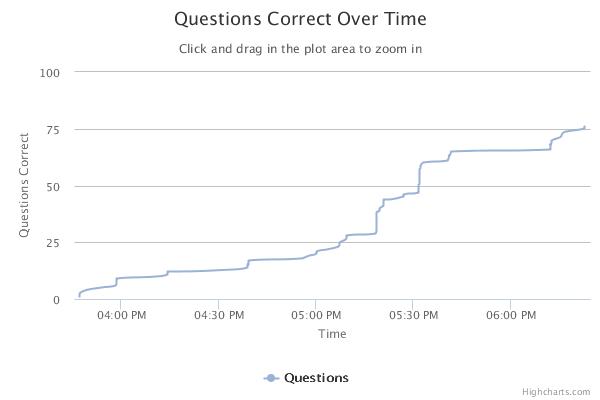 Questions Correct Over Time
Click and drag in the plot area to zoom in
Questions Correct
100
75
50
25
0
04:00 PM
04:30 PM
05:00 PM
05:30 PM
06:00 PM
Time
Questions
Highcharts.com